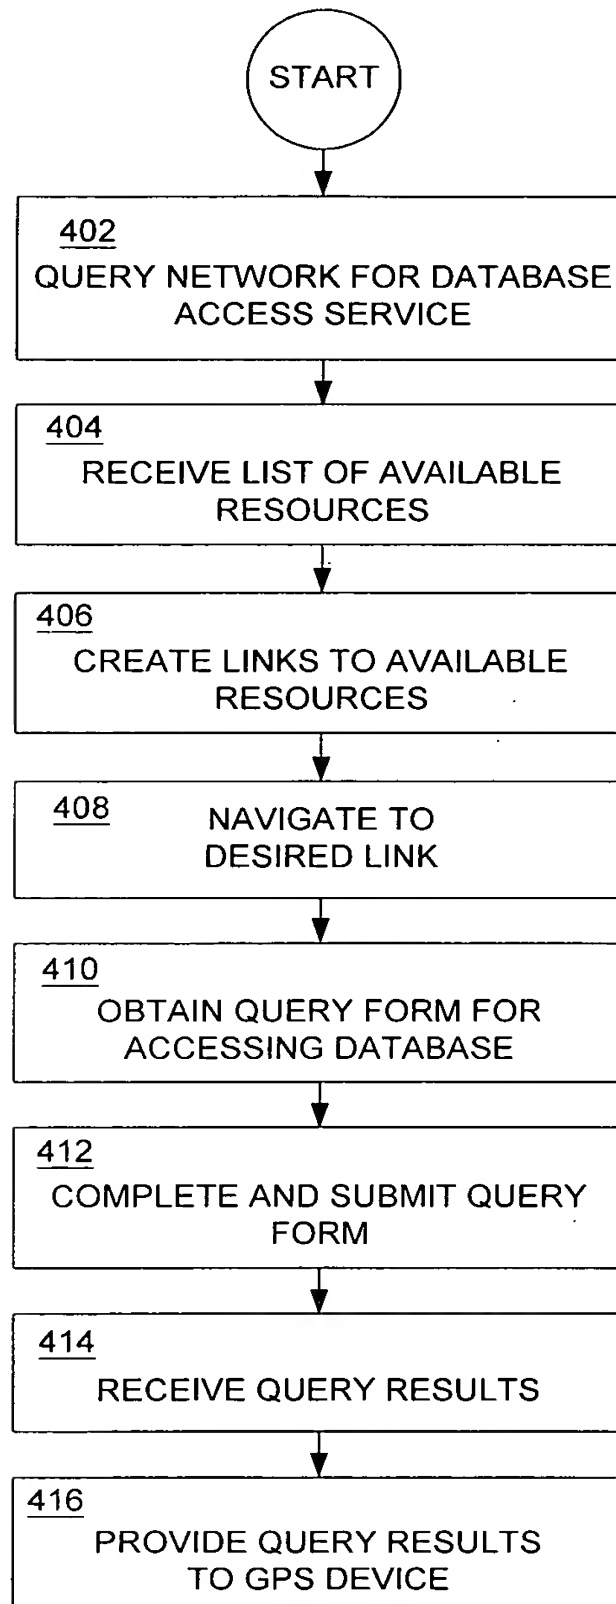 START
402
QUERY NETWORK FOR DATABASE
ACCESS SERVICE
404
RECEIVE LIST OF AVAILABLE
RESOURCES
406
CREATE LINKS TO AVAILABLE
RESOURCES
408
NAVIGATE TO
DESIRED LINK
410
OBTAIN QUERY FORM FOR
ACCESSING DATABASE
412
COMPLETE AND SUBMIT QUERY
FORM
414
RECEIVE QUERY RESULTS
416
PROVIDE QUERY RESULTS
TO GPS DEVICE